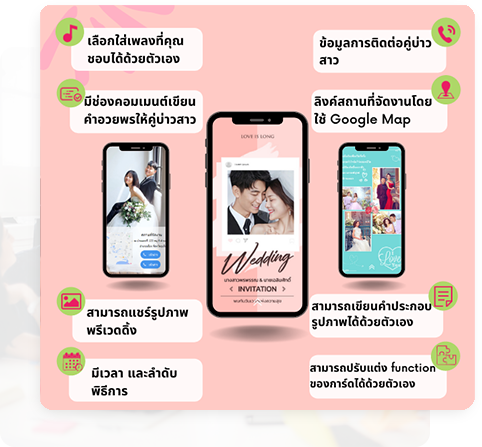 เลือกใส่เพลงที่คุณ
ชอบได้ด้วยตัวเอง
ข้อมูลการติดต่อคู่บ่าว
สาว
มีช่องคอมเมนต์เขียน
คำอวยพรให้คู่บ่าวสาว
ลิงค์สถานที่จัดงานโดย
ใช้ Google Map
LOVE IS LONG
Wedding
INVITATION
สามารถแชร์รูปภาพ
พรีเวดดิ้ง
สามารถเขียนคำประกอบ
รูปภาพได้ด้วยตัวเอง
มีเวลา และลำดับ
พิธีการ
สามารถปรับแต่ง function
ของการ์ดได้ด้วยตัวเอง